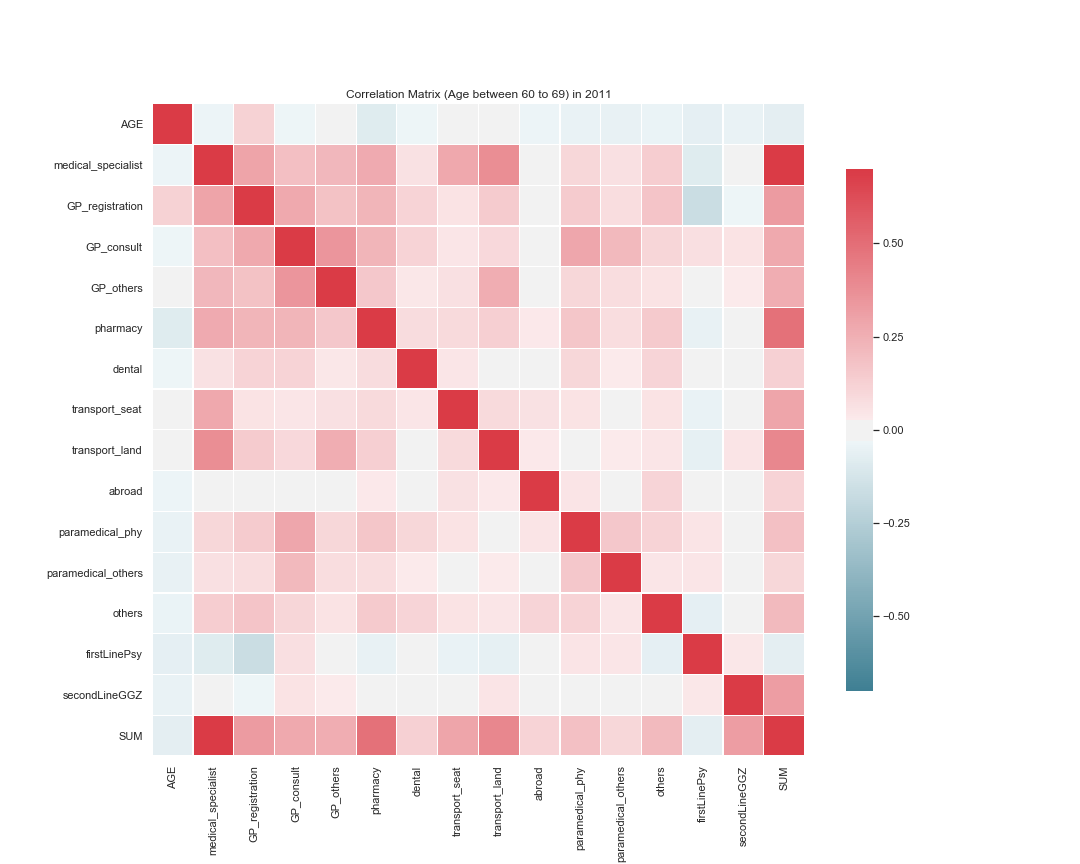 Correlation Matrix (Age between 60 to 69) in 2011
AGE
medical_specialist
GP_registration
GP_consult
GP_others
pharmacy
dental
transport_seat
transport_land
abroad
paramedical_phy
paramedical_others
others
firstLinePsy
secondLineGGZ
SUM
AGE
medical_specialist
GP_registration
GP_consult
GP_others
pharmacy
dental
transport_seat
transport_land
abroad
paramedical_phy
paramedical_others
others
firstLinePsy
secondLineGGZ
SUM
0.50
0.25
0.00
−0.25
−0.50